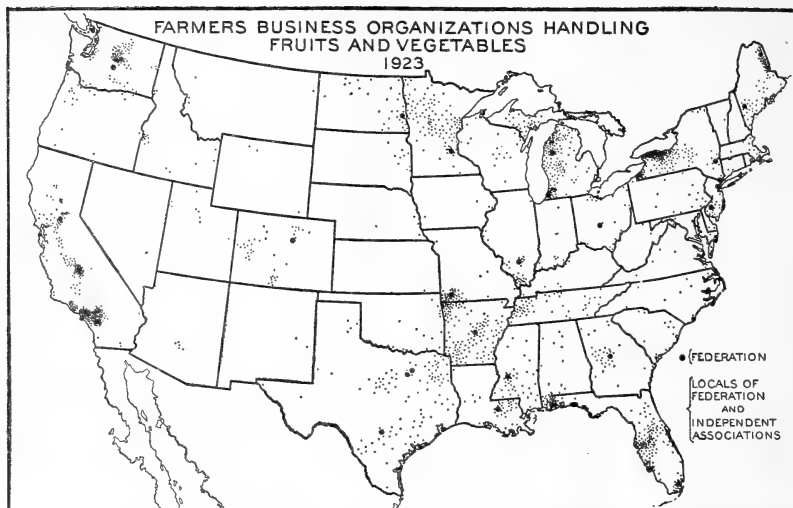 FARMERS BUSINESS ORGANIZATIONS HANDLING
FRUITS AND VEGETABLES
1923
FEDERATION
LOCALS OF
FEDERATION
AND
INDEPENDENT
ASSOCIATIONS